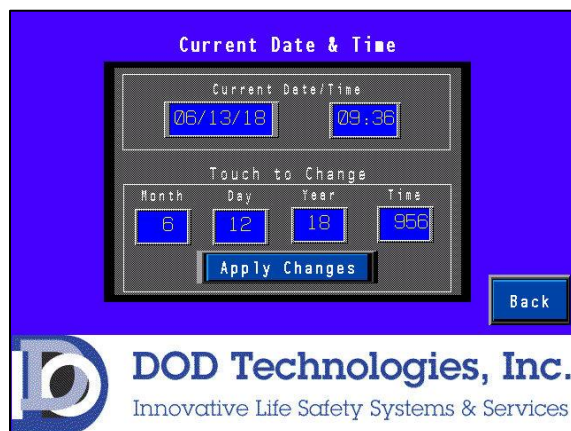 Current Date & Time
Current Date/Time
06/13/18 09:36
Touch to Change
Month Day Year Time
6 12 18 956
Apply Changes
Back
DOD Technologies, Inc.
Innovative Life Safety Systems & Services